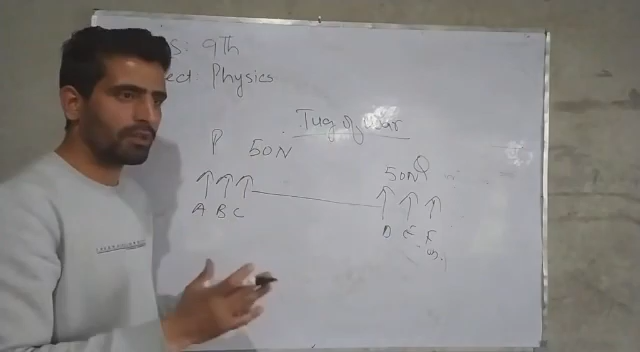 S: 9Th
ect: Physics
Tug of war
P 50N
50N Q
A B C
D E F